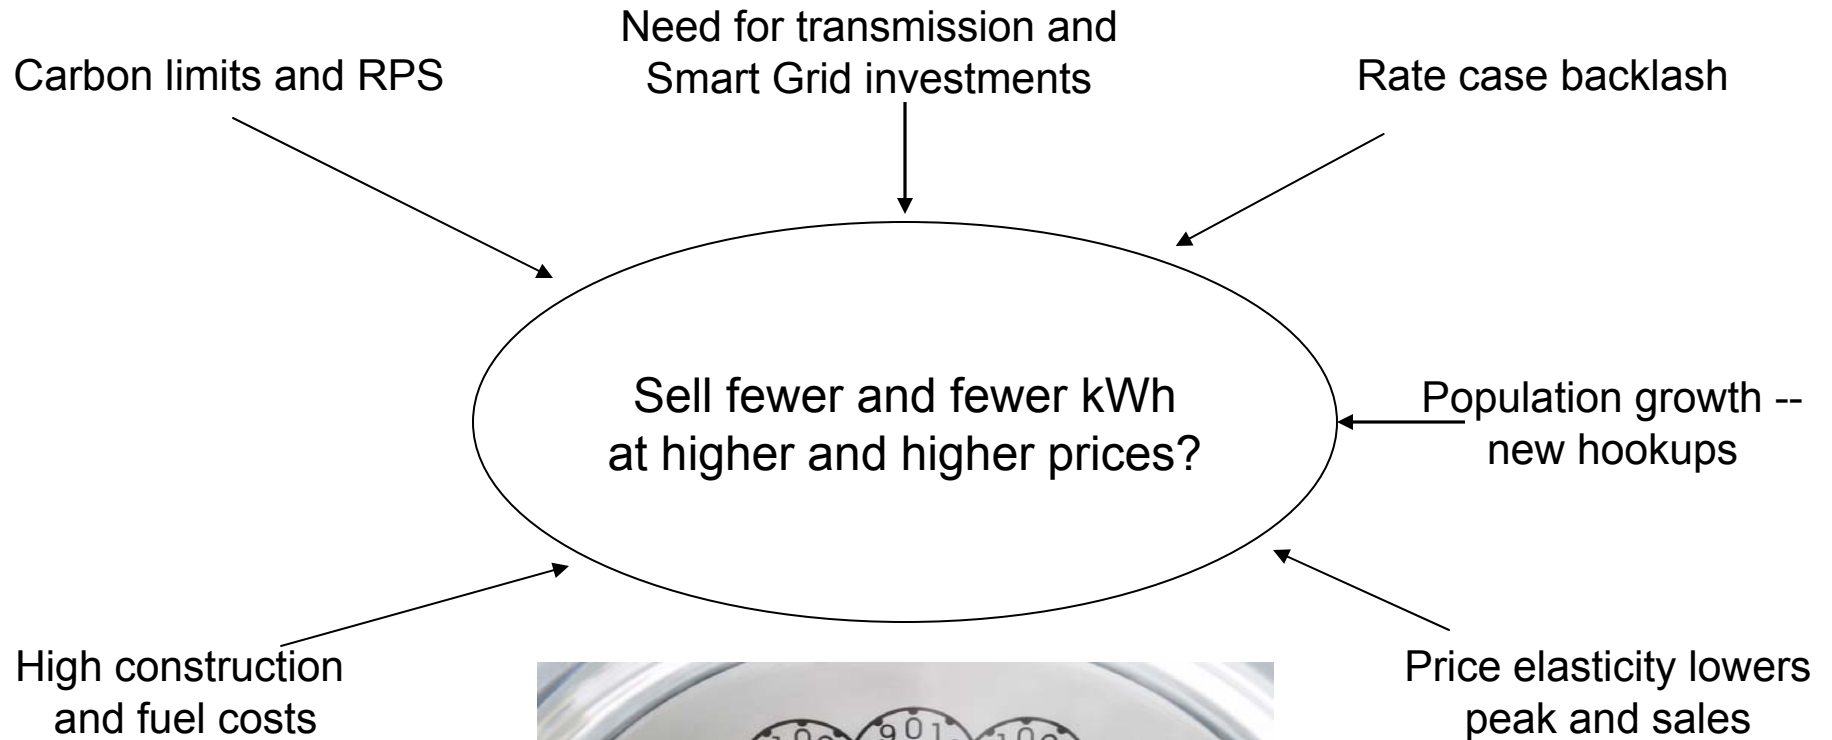 Need for transmission and
Smart Grid investments
Carbon limits and RPS
Rate case backlash
Sell fewer and fewer kWh
at higher and higher prices?
Population growth --
new hookups
High construction
and fuel costs
Price elasticity lowers
peak and sales